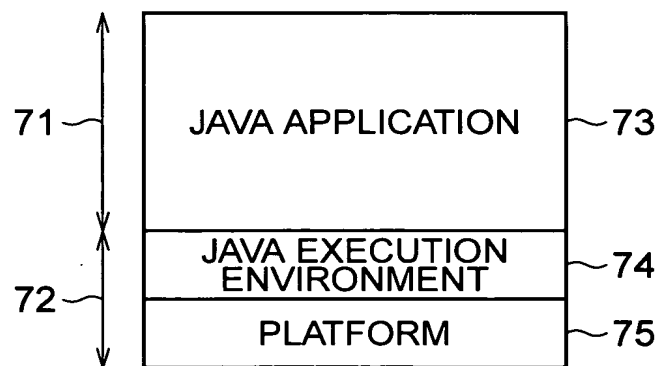 71
JAVA APPLICATION
73
JAVA EXECUTION
ENVIRONMENT
74
72
PLATFORM
75